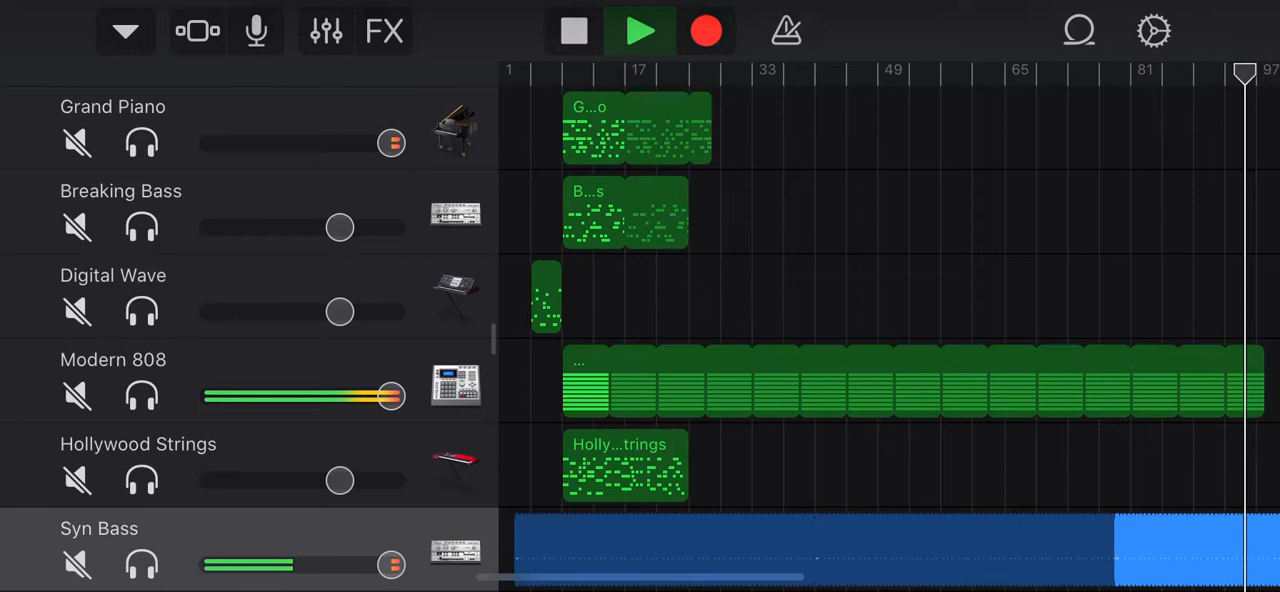 FX
1 17 33 49 65 81 97
Grand Piano
G...o
Breaking Bass
B...s
Digital Wave
Modern 808
...
Hollywood Strings
Holly...trings
Syn Bass